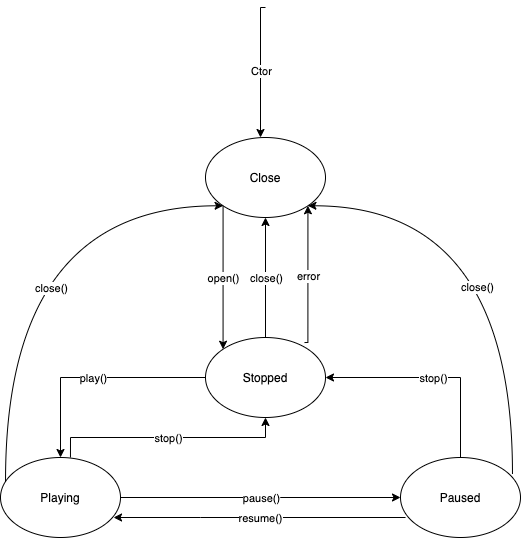 Ctor
Close
open()
close()
error
close()
close()
Stopped
play()
stop()
stop()
Playing
pause()
Paused
resume()